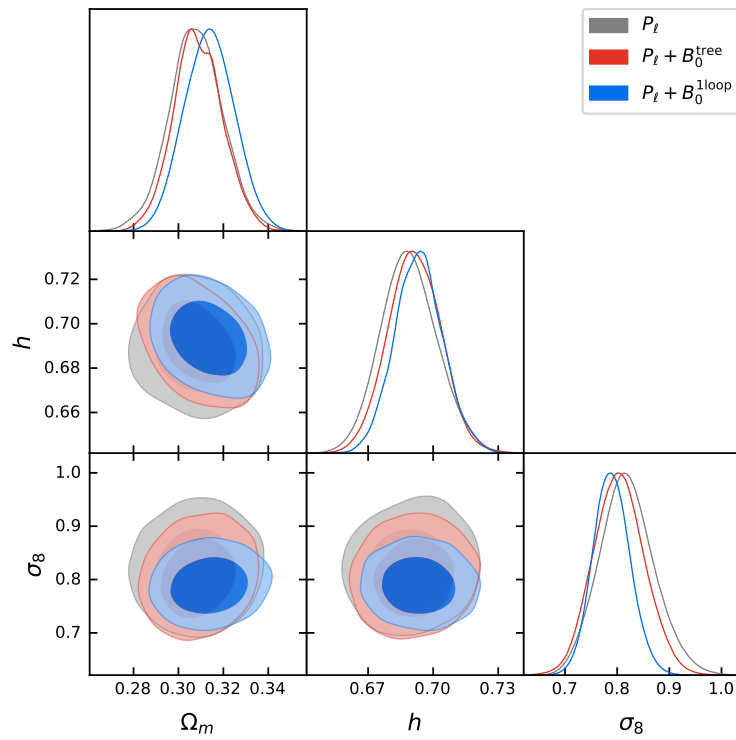 P_ℓ
P_ℓ + B_0^tree
P_ℓ + B_0^1loop
h
0.72
0.70
0.68
0.66
σ_8
1.0
0.9
0.8
0.7
0.28 0.30 0.32 0.34
0.67 0.70 0.73
0.7 0.8 0.9 1.0
Ω_m
h
σ_8